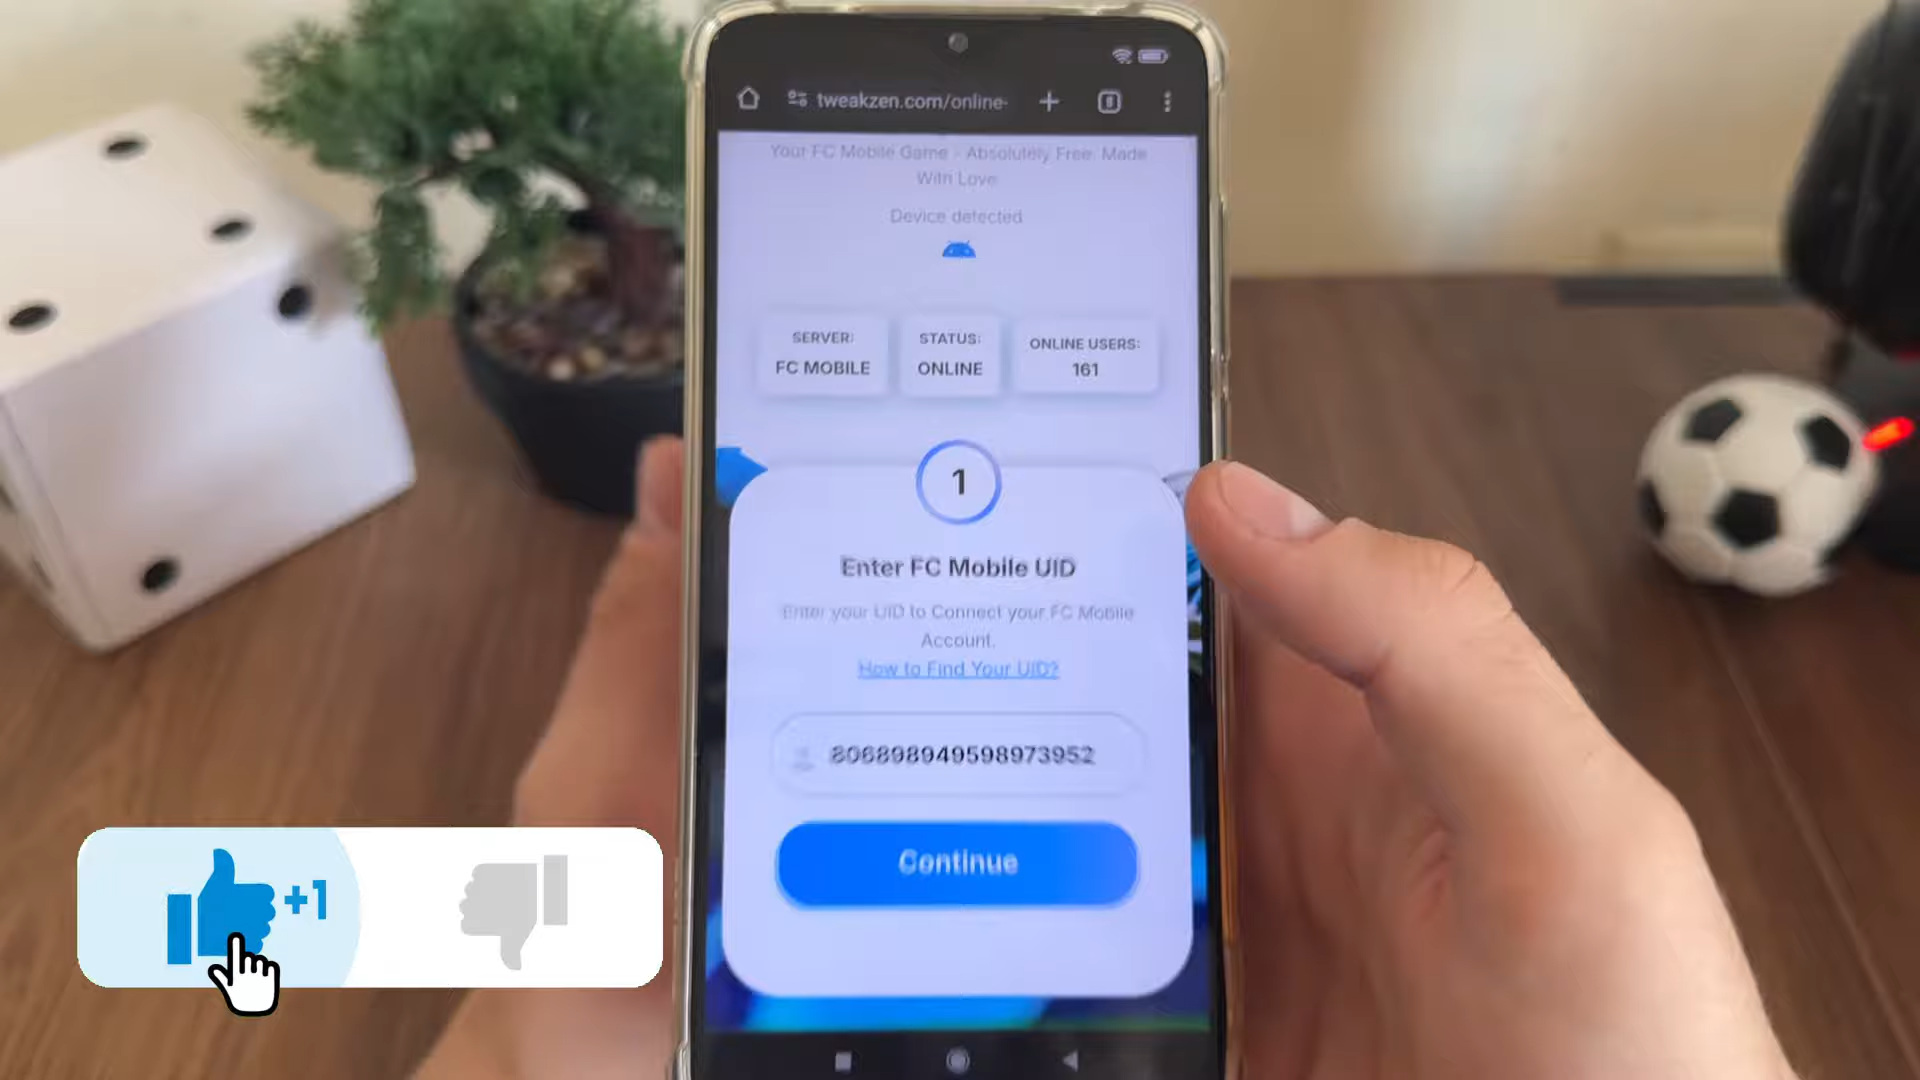 tweakzen.com/online-
Your FC Mobile Game - Absolutely Free. Made
With Love
Device detected
SERVER:
FC MOBILE
STATUS:
ONLINE
ONLINE USERS:
161
1
Enter FC Mobile UID
Enter your UID to Connect your FC Mobile
Account.
How to Find Your UID?
806898949598973952
Continue
+1